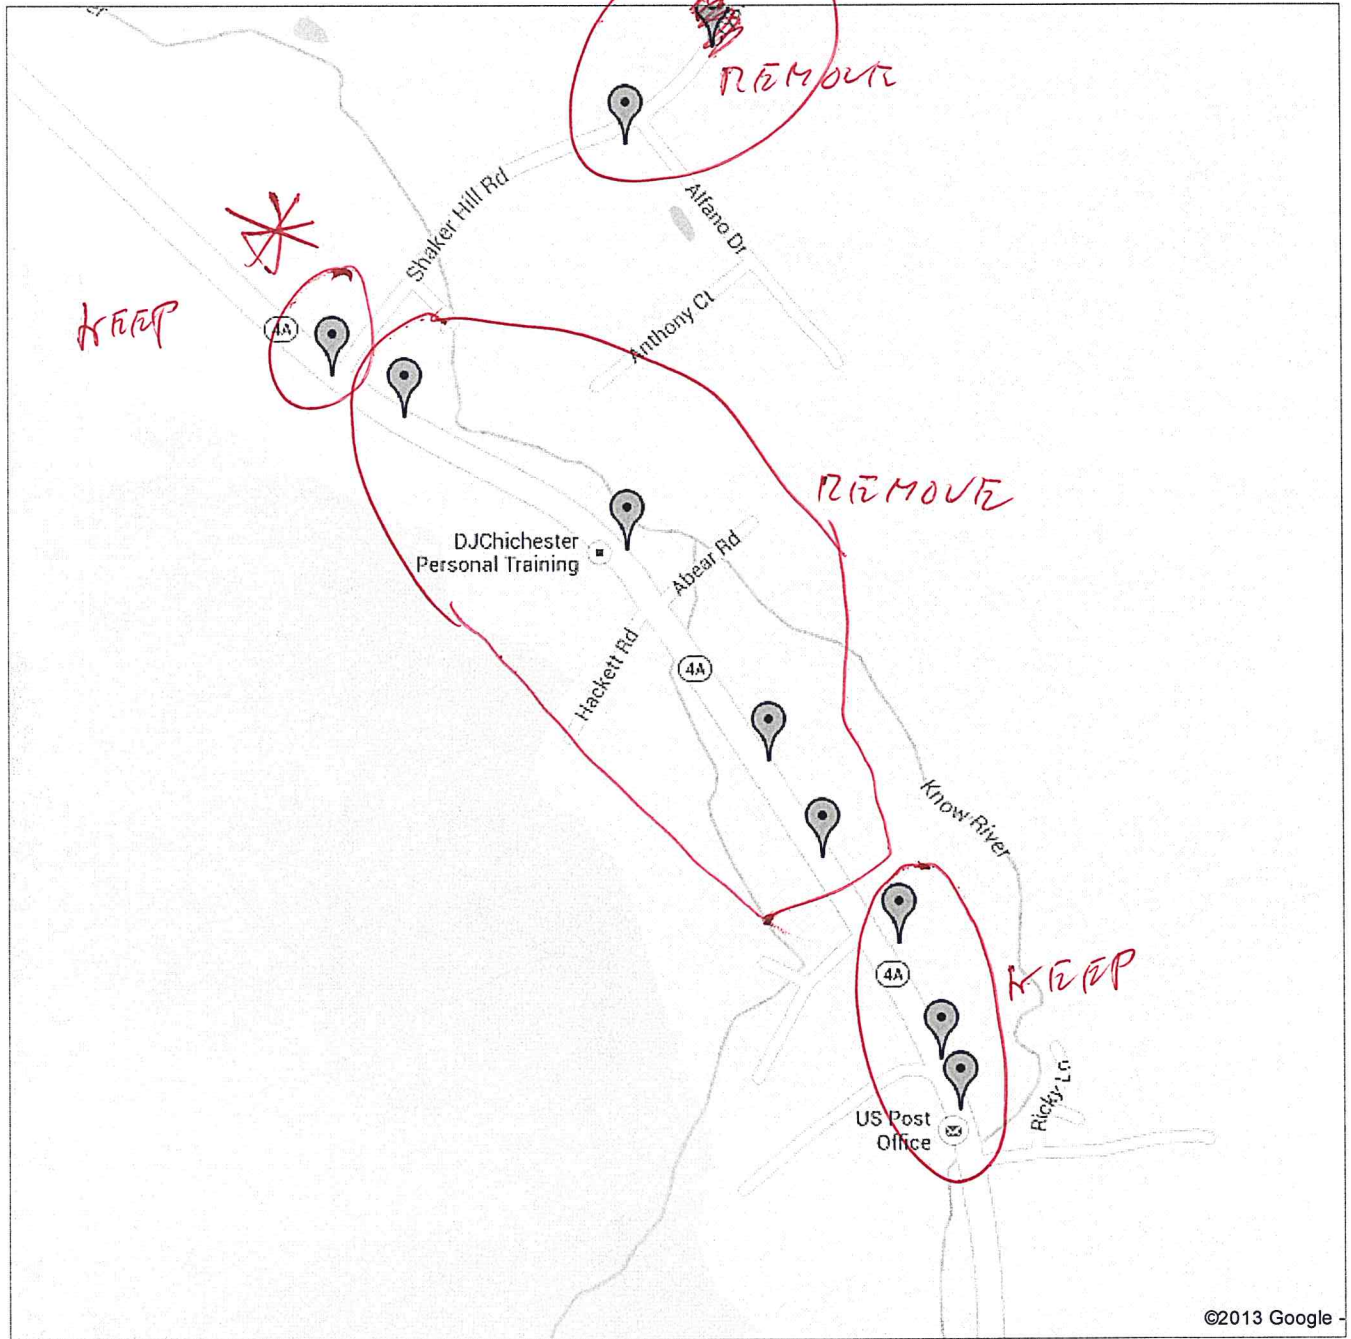 er
REMOVE
Shaker Hill Rd
Alfano Dr
KEEP
4A
Anthony Ct
REMOVE
DJChichester
Personal Training
Abear Rd
Hackett Rd
4A
Know River
KEEP
4A
US Post
Office
Ricky Ln
©2013 Google -